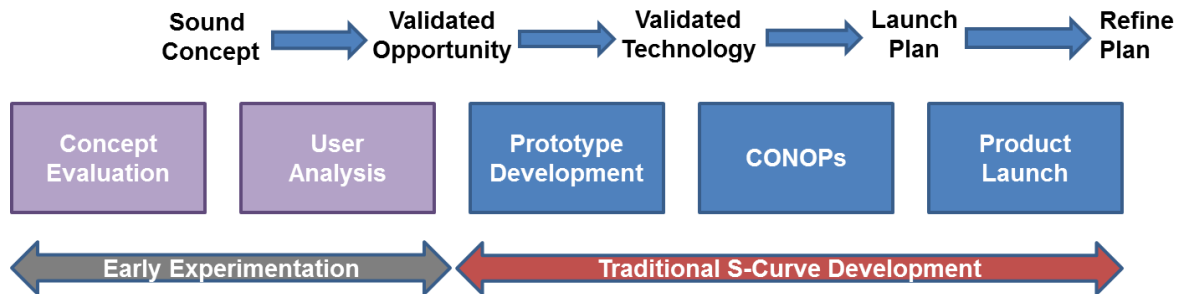 Sound
Concept
Validated
Opportunity
Validated
Technology
Launch
Plan
Refine
Plan
Concept
Evaluation
User
Analysis
Prototype
Development
CONOPs
Product
Launch
Early Experimentation
Traditional S-Curve Development